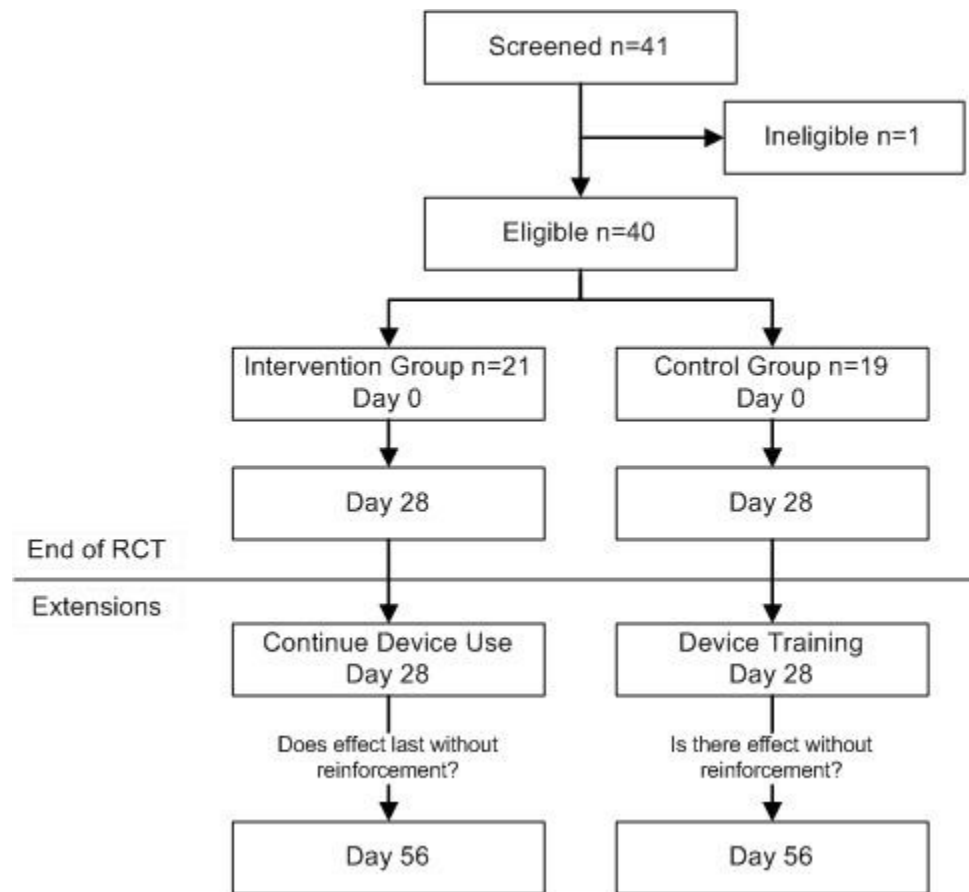 Screened n=41
Ineligible n=1
Eligible n=40
Intervention Group n=21
Day 0
Control Group n=19
Day 0
Day 28
Day 28
End of RCT
Extensions
Continue Device Use
Day 28
Device Training
Day 28
Does effect last without
reinforcement?
Is there effect without
reinforcement?
Day 56
Day 56